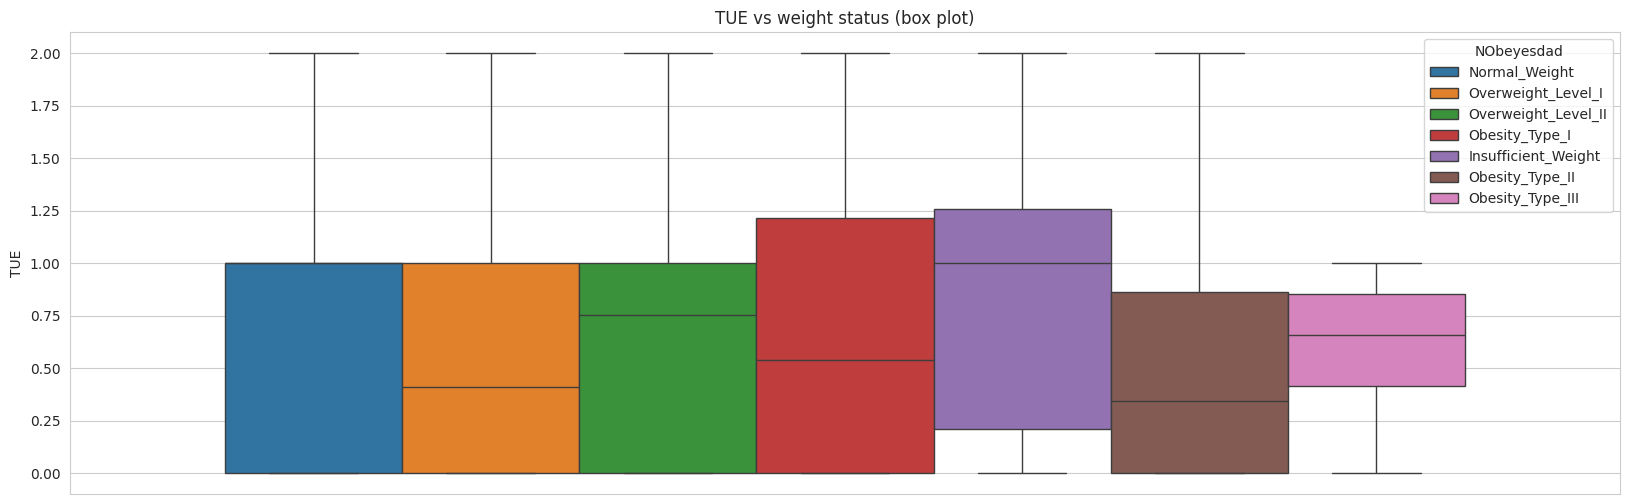 TUE vs weight status (box plot)
2.00
1.75
1.50
1.25
1.00
0.75
0.50
0.25
0.00
TUE
NObeyesdad
Normal_Weight
Overweight_Level_I
Overweight_Level_II
Obesity_Type_I
Insufficient_Weight
Obesity_Type_II
Obesity_Type_III